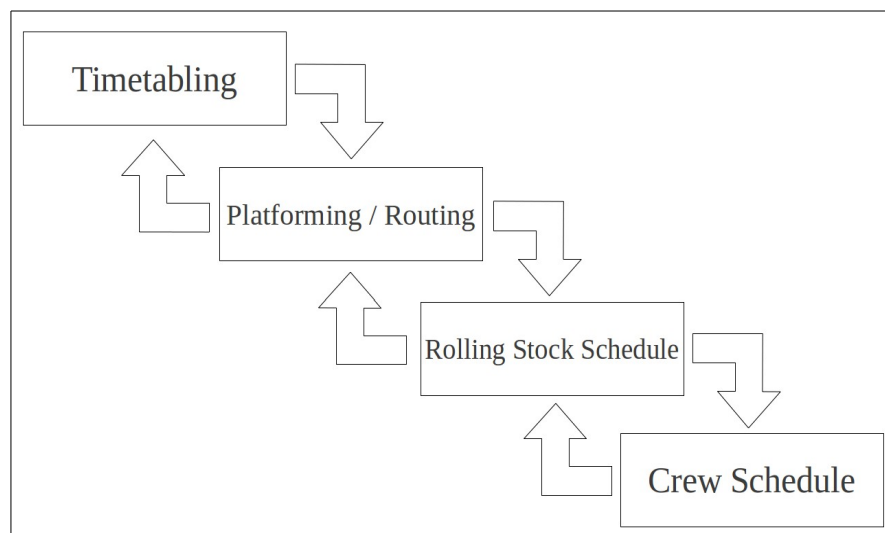 Timetabling
Platforming / Routing
Rolling Stock Schedule
Crew Schedule